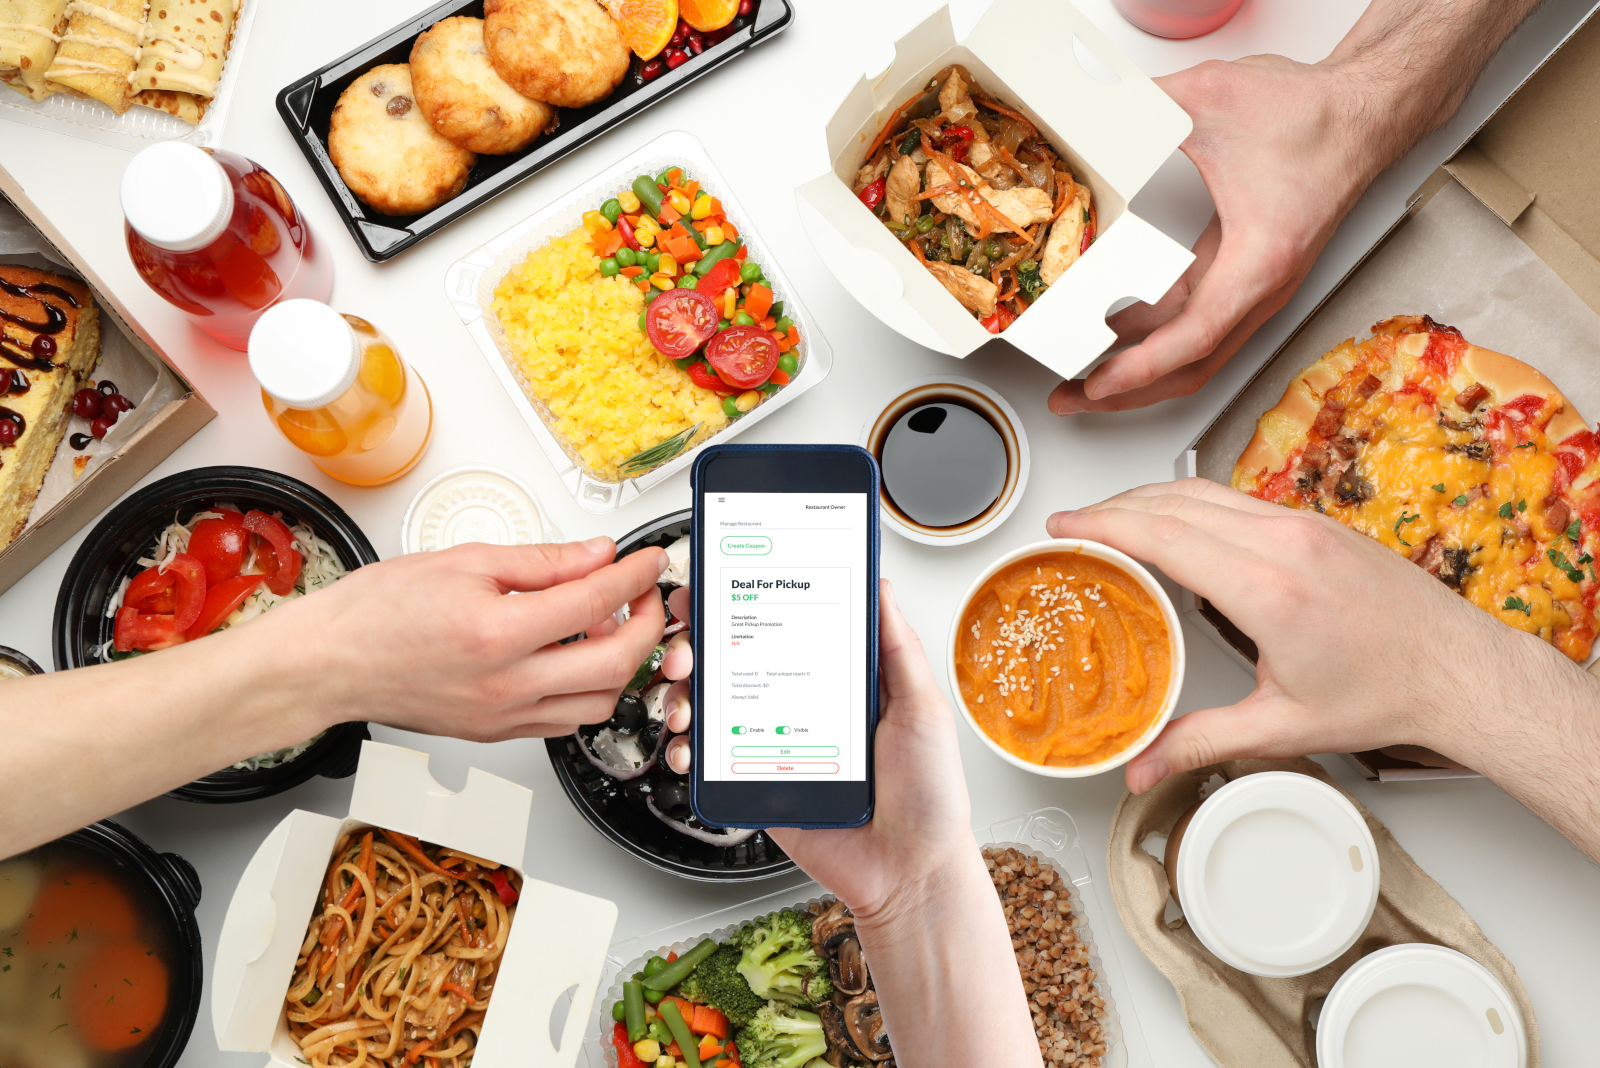 Restaurant Owner
Manage Restaurant
Create Coupon
Deal For Pickup
$5 OFF
Description
Great Pickup Promotion
Limitation
N/A
Total used: 0 Total unique reach: 0
Total discount: $0
Always Valid
Enable Visible
Edit
Delete